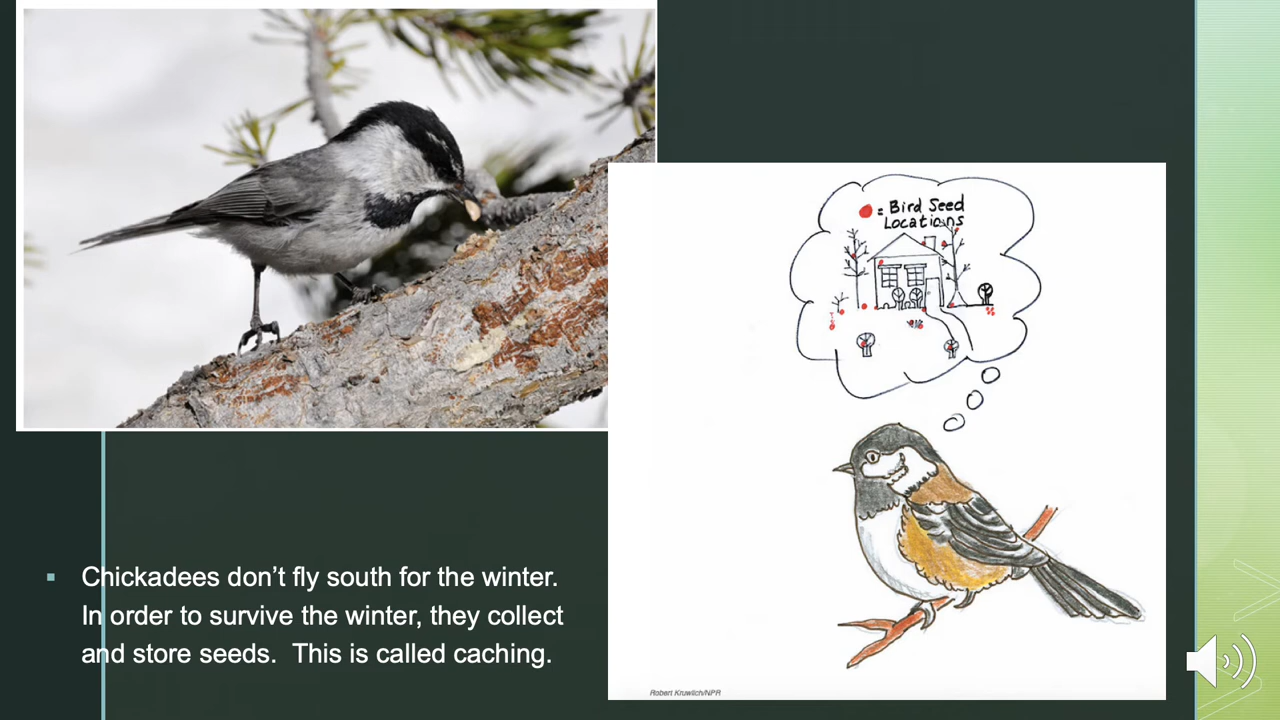 = Bird Seed
Locations
Chickadees don’t fly south for the winter.
In order to survive the winter, they collect
and store seeds.  This is called caching.
Robert Krulwich/NPR